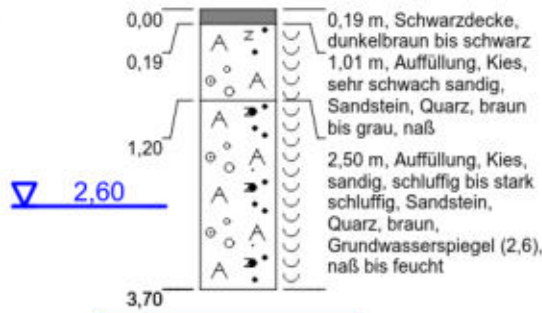 0,00
0,19 m, Schwarzdecke,
dunkelbraun bis schwarz
0,19
1,01 m, Auffüllung, Kies,
sehr schwach sandig,
Sandstein, Quarz, braun
bis grau, naß
1,20
2,50 m, Auffüllung, Kies,
sandig, schluffig bis stark
schluffig, Sandstein,
Quarz, braun,
Grundwasserspiegel (2,6),
naß bis feucht
2,60
3,70